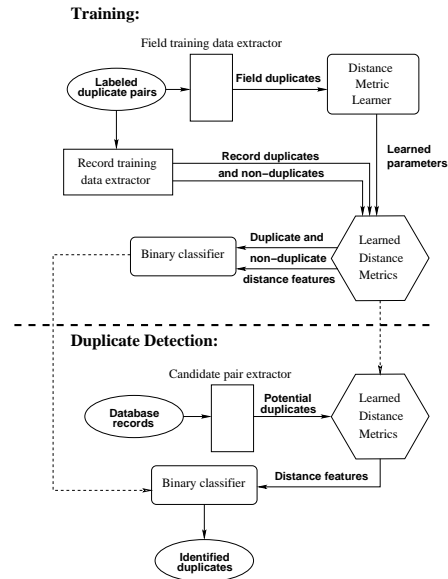 Training:
Field training data extractor
Labeled
duplicate pairs
Field duplicates
Distance
Metric
Learner
Learned
parameters
Record training
data extractor
Record duplicates
and non−duplicates
Binary classifier
Duplicate and
non−duplicate
distance features
Learned
Distance
Metrics
Duplicate Detection:
Candidate pair extractor
Database
records
Potential
duplicates
Learned
Distance
Metrics
Binary classifier
Distance features
Identified
duplicates